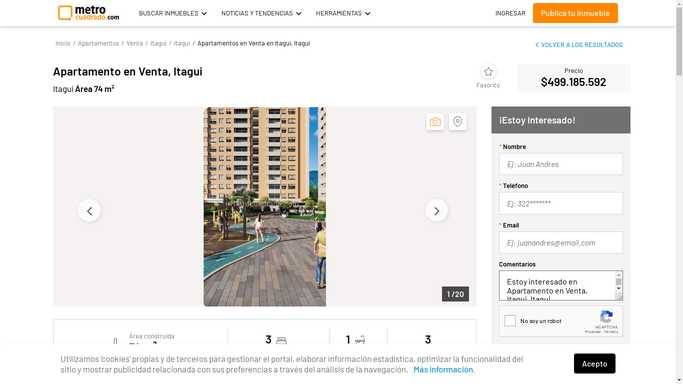 metro
cuadrado.com
BUSCAR INMUEBLES
NOTICIAS Y TENDENCIAS
HERRAMIENTAS
INGRESAR
Publica tu Inmueble
Inicio / Apartamentos / Venta / Itagui / Itagui / Apartamentos en Venta en Itagui, Itagui
VOLVER A LOS RESULTADOS
Apartamento en Venta, Itagui
Itagui Área 74 m²
Favorito
Precio
$499.185.592
1 / 20
¡Estoy Interesado!
* Nombre
Ej: Juan Andres
* Teléfono
Ej: 322*******
* Email
Ej: juanandres@email.com
Comentarios
Estoy interesado en
Apartamento en Venta,
Itagui, Itagui
No soy un robot
reCAPTCHA
Privacidad - Términos
Área construida
3
1
3
Utilizamos 'cookies' propias y de terceros para gestionar el portal, elaborar información estadística, optimizar la funcionalidad del
sitio y mostrar publicidad relacionada con sus preferencias a través del análisis de la navegación. Más información.
Acepto